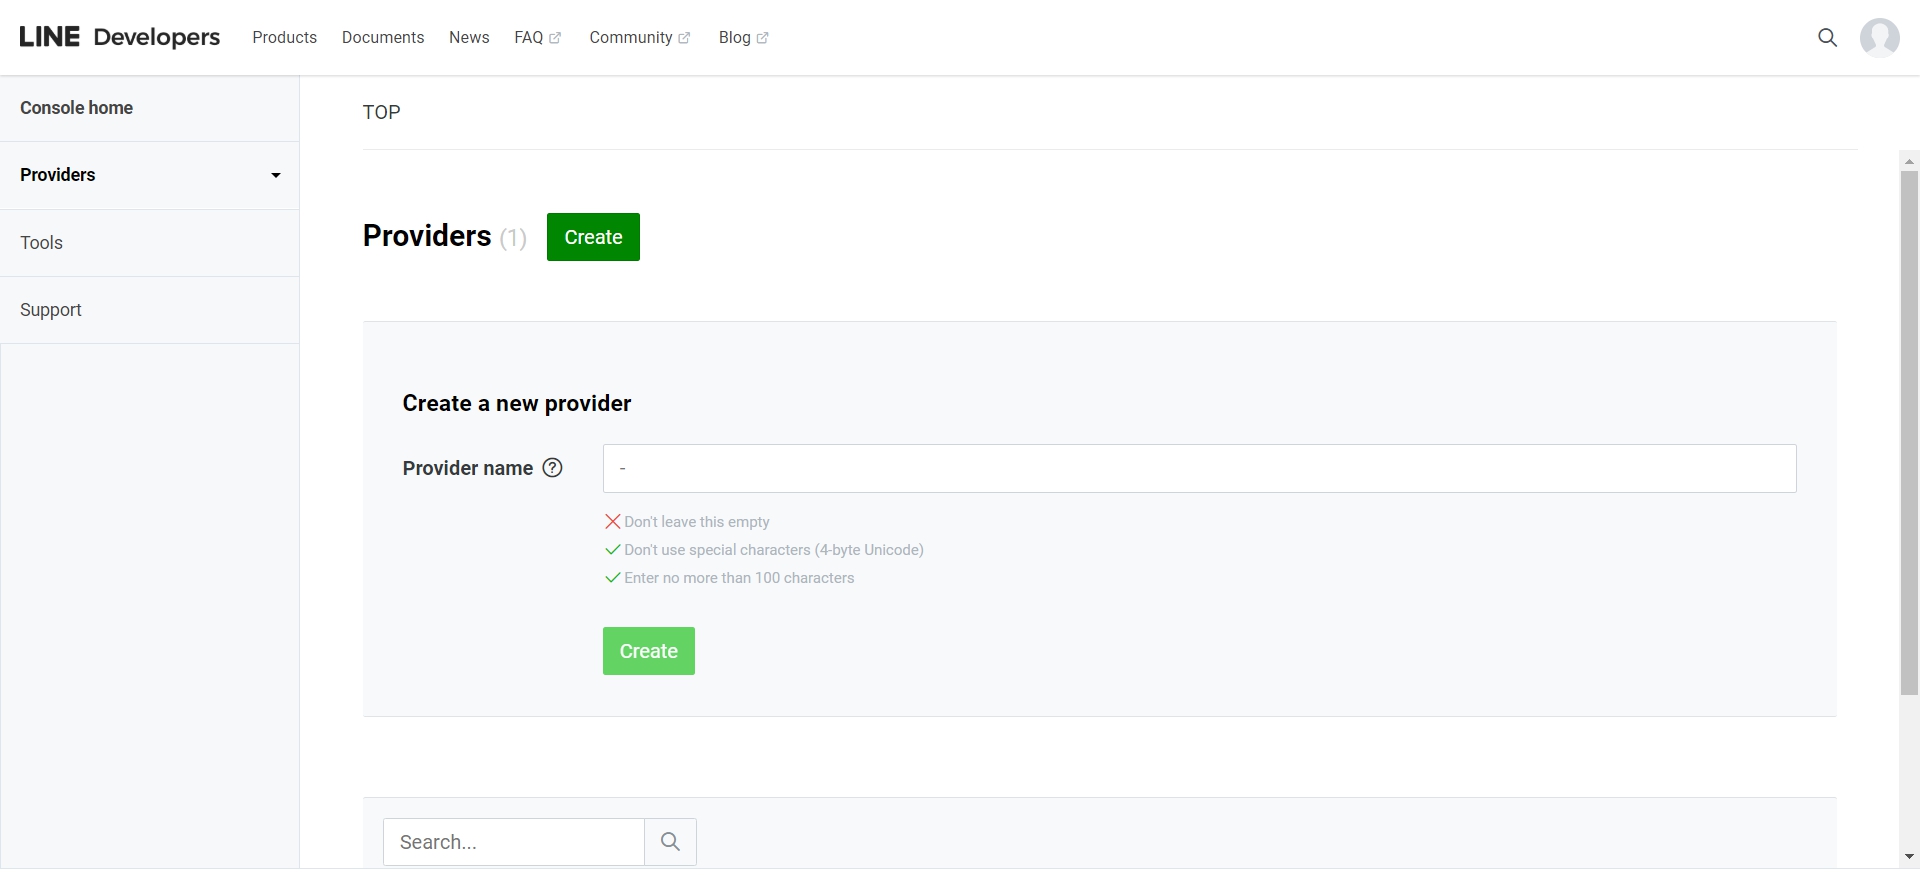 LINE Developers Products Documents News FAQ Community Blog
Console home
Providers
Tools
Support
TOP
Providers (1) Create
Create a new provider
Provider name ? -
Don't leave this empty
Don't use special characters (4-byte Unicode)
Enter no more than 100 characters
Create
Search...